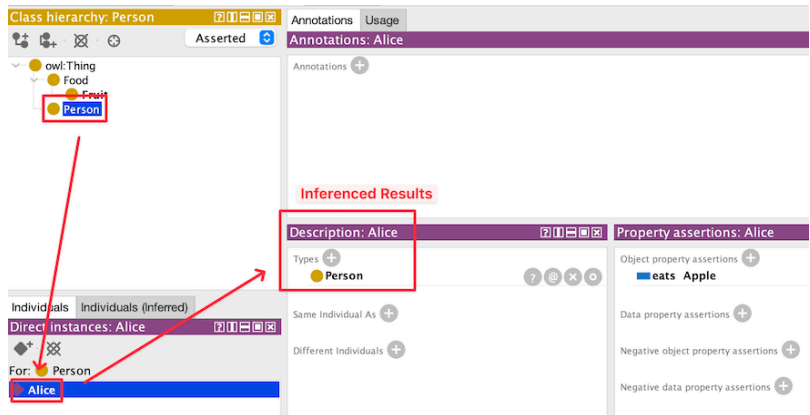 Class hierarchy: Person
Asserted
owl:Thing
Food
Fruit
Person
Individuals Individuals (Inferred)
Direct instances: Alice
For: Person
Alice
Annotations Usage
Annotations: Alice
Annotations
Inferenced Results
Description: Alice
Types
Person
Same Individual As
Different Individuals
Property assertions: Alice
Object property assertions
eats Apple
Data property assertions
Negative object property assertions
Negative data property assertions